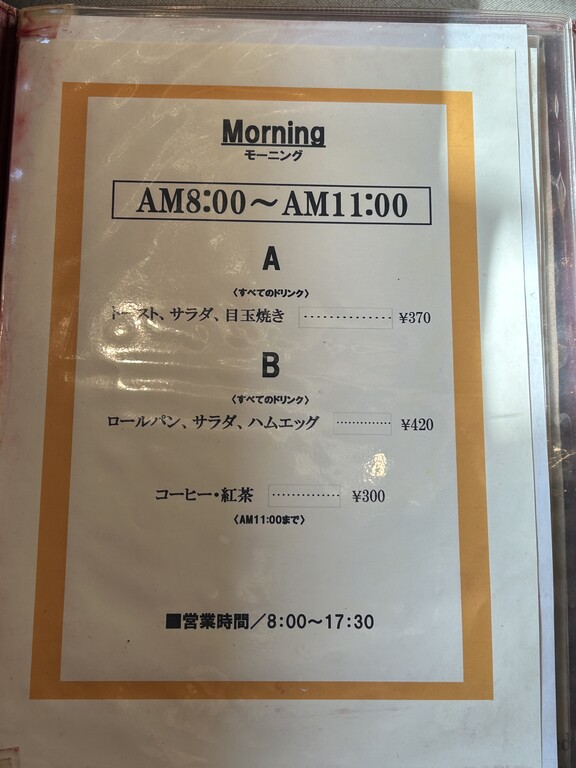 Morning
モーニング
AM8:00～AM11:00
A
〈すべてのドリンク〉
トースト、サラダ、目玉焼き ‥‥‥‥‥‥‥ ¥370
B
〈すべてのドリンク〉
ロールパン、サラダ、ハムエッグ ‥‥‥‥‥‥‥ ¥420
コーヒー・紅茶 ‥‥‥‥‥‥‥ ¥300
〈AM11:00まで〉
■営業時間／8:00～17:30